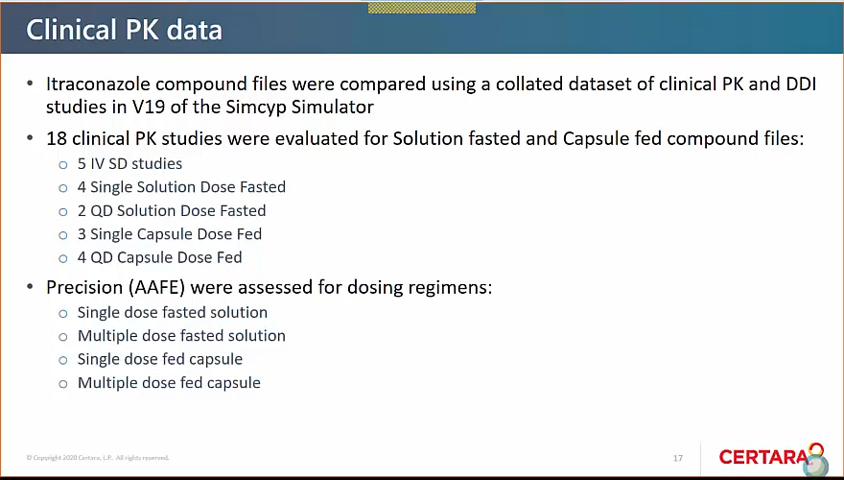 Clinical PK data
• Itraconazole compound files were compared using a collated dataset of clinical PK and DDI
studies in V19 of the Simcyp Simulator
• 18 clinical PK studies were evaluated for Solution fasted and Capsule fed compound files:
o 5 IV SD studies
o 4 Single Solution Dose Fasted
o 2 QD Solution Dose Fasted
o 3 Single Capsule Dose Fed
o 4 QD Capsule Dose Fed
• Precision (AAFE) were assessed for dosing regimens:
o Single dose fasted solution
o Multiple dose fasted solution
o Single dose fed capsule
o Multiple dose fed capsule
© Copyright 2020 Certara, L.P. All rights reserved.
17
CERTARA